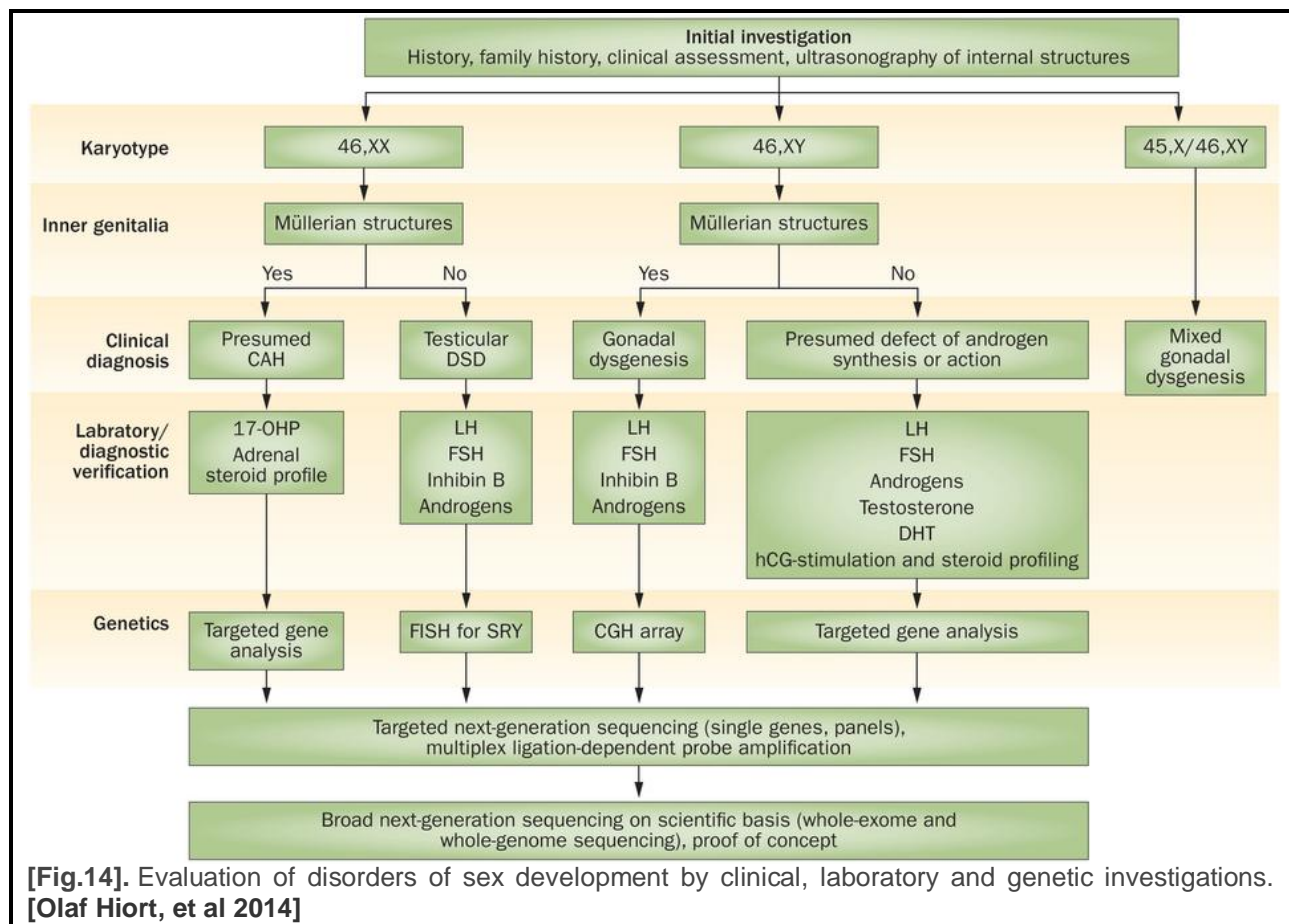 Initial investigation
History, family history, clinical assessment, ultrasonography of internal structures
Karyotype
46,XX
46,XY
45,X/46,XY
Inner genitalia
Müllerian structures
Müllerian structures
Yes
No
Yes
No
Clinical
diagnosis
Presumed
CAH
Testicular
DSD
Gonadal
dysgenesis
Presumed defect of androgen
synthesis or action
Mixed
gonadal
dysgenesis
Labratory/
diagnostic
verification
17-OHP
Adrenal
steroid profile
LH
FSH
Inhibin B
Androgens
LH
FSH
Inhibin B
Androgens
LH
FSH
Androgens
Testosterone
DHT
hCG-stimulation and steroid profiling
Genetics
Targeted gene
analysis
FISH for SRY
CGH array
Targeted gene analysis
Targeted next-generation sequencing (single genes, panels),
multiplex ligation-dependent probe amplification
Broad next-generation sequencing on scientific basis (whole-exome and
whole-genome sequencing), proof of concept
[Fig.14]. Evaluation of disorders of sex development by clinical, laboratory and genetic investigations.
[Olaf Hiort, et al 2014]